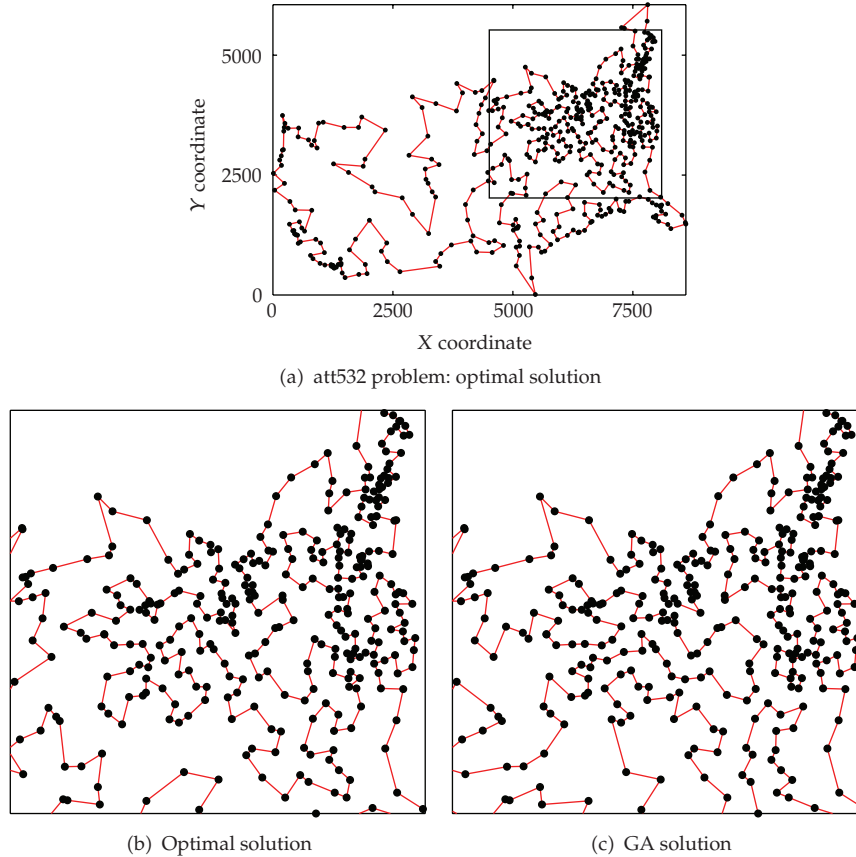 5000
2500
0
Y coordinate
0 2500 5000 7500
X coordinate
(a) att532 problem: optimal solution
(b) Optimal solution
(c) GA solution